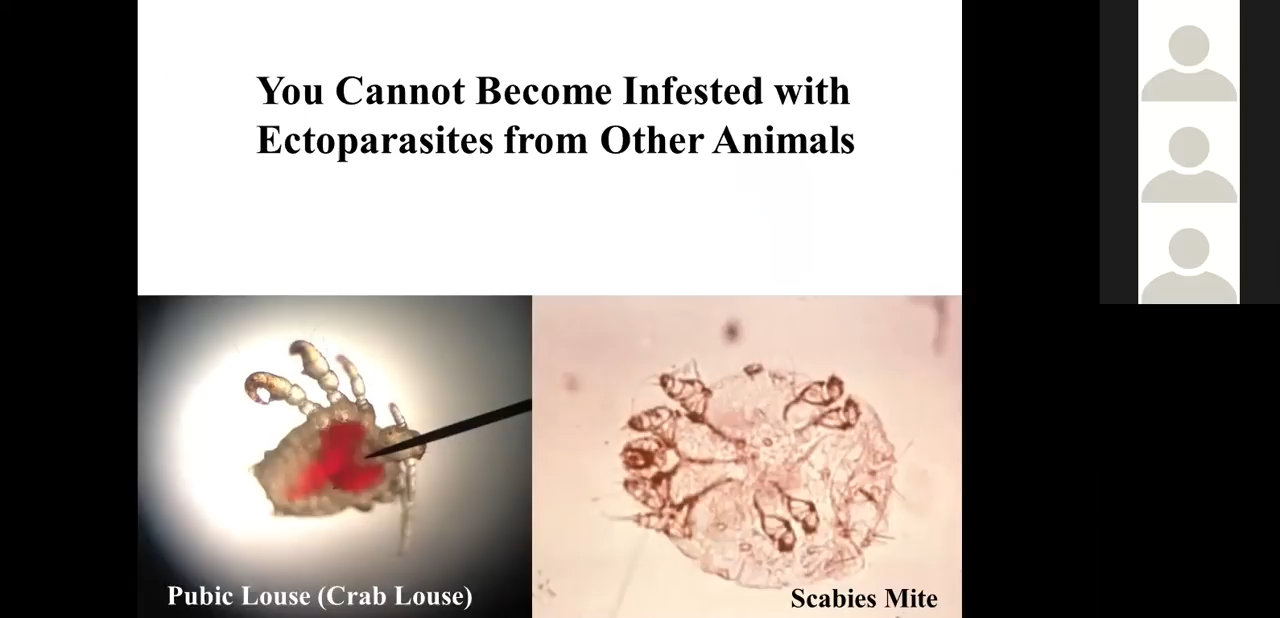 You Cannot Become Infested with
Ectoparasites from Other Animals
Pubic Louse (Crab Louse)
Scabies Mite